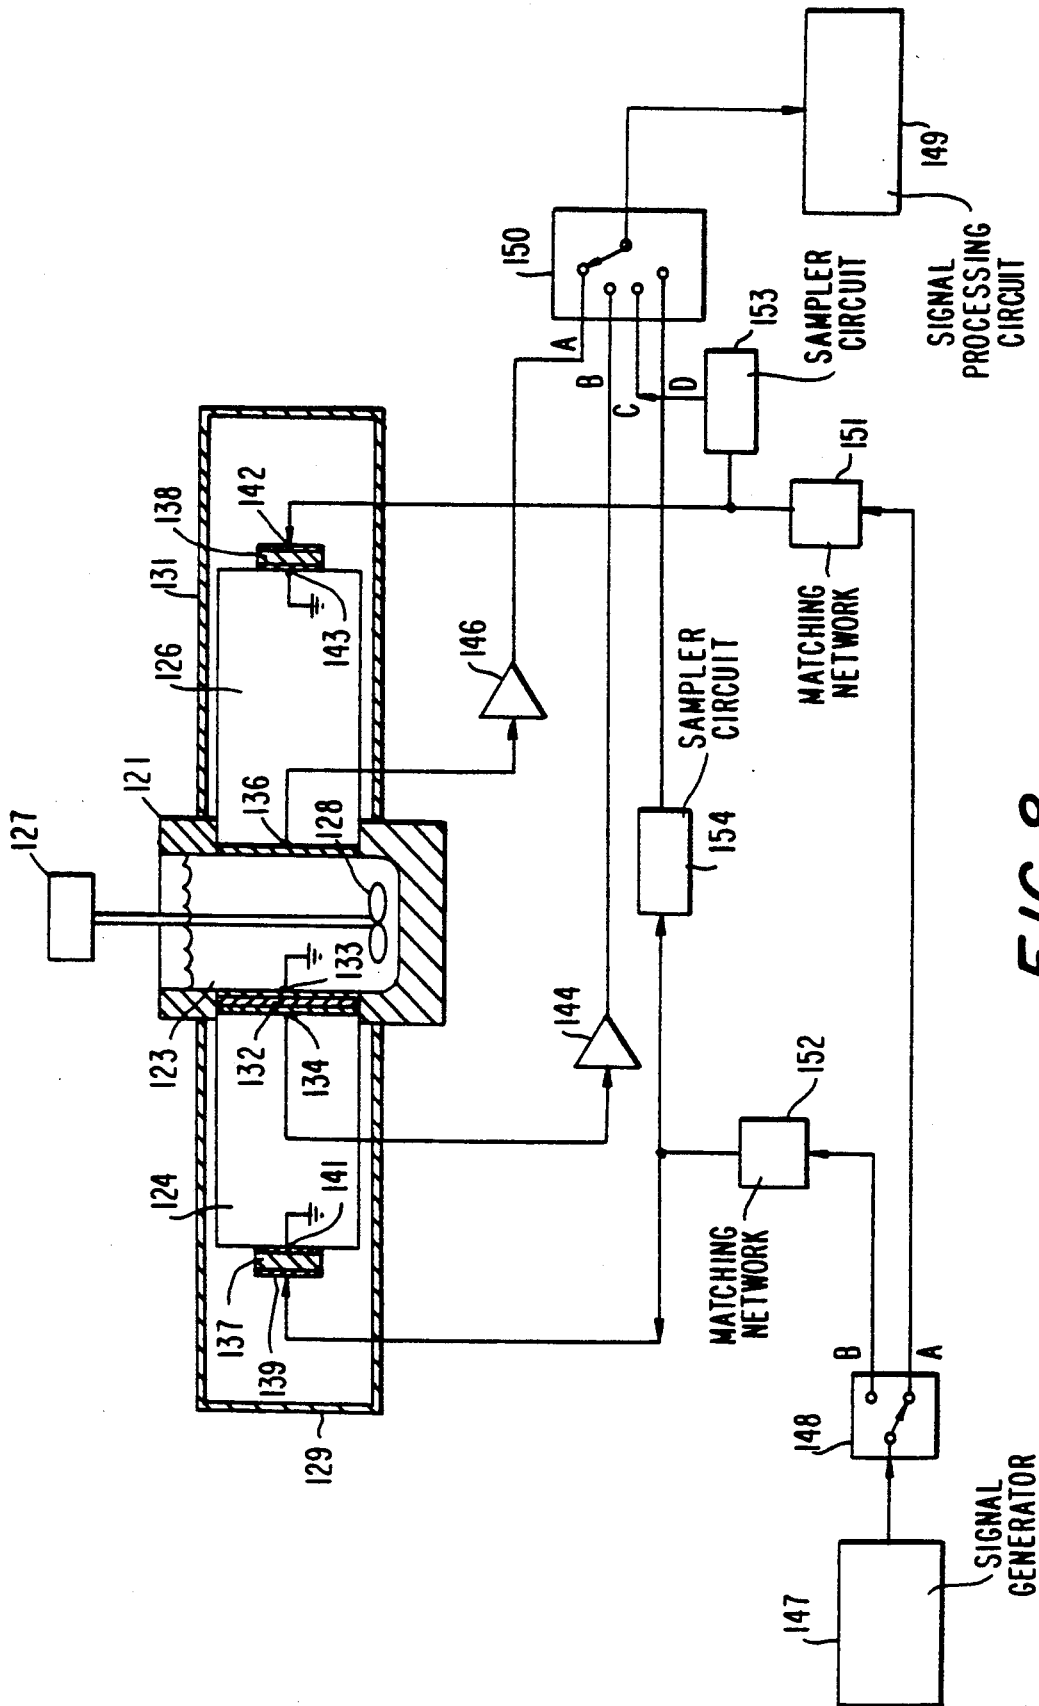 127
121
131
138
142
126
143
136
128
123
133
132
134
124
141
137
139
129
146
144
150
A
B
C
D
153
SAMPLER
CIRCUIT
149
SIGNAL
PROCESSING
CIRCUIT
154
SAMPLER
CIRCUIT
151
MATCHING
NETWORK
152
MATCHING
NETWORK
148
B
A
147
SIGNAL
GENERATOR